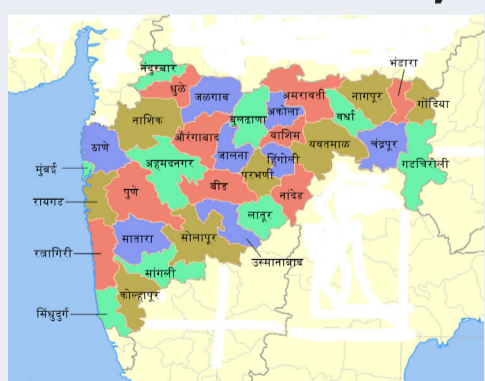 भंडारा
नंदुरबार
धुळे
जळगाव
अमरावती
नागपूर
गोंदिया
नाशिक
बुलढाणा
अकोला
वर्धा
ठाणे
औरंगाबाद
वाशिम
यवतमाळ
चंद्रपूर
मुंबई
अहमदनगर
जालना
हिंगोली
गडचिरोली
परभणी
रायगड
पुणे
बीड
नांदेड
लातूर
रत्नागिरी
सातारा
सोलापूर
उस्मानाबाद
सांगली
कोल्हापूर
सिंधुदुर्ग